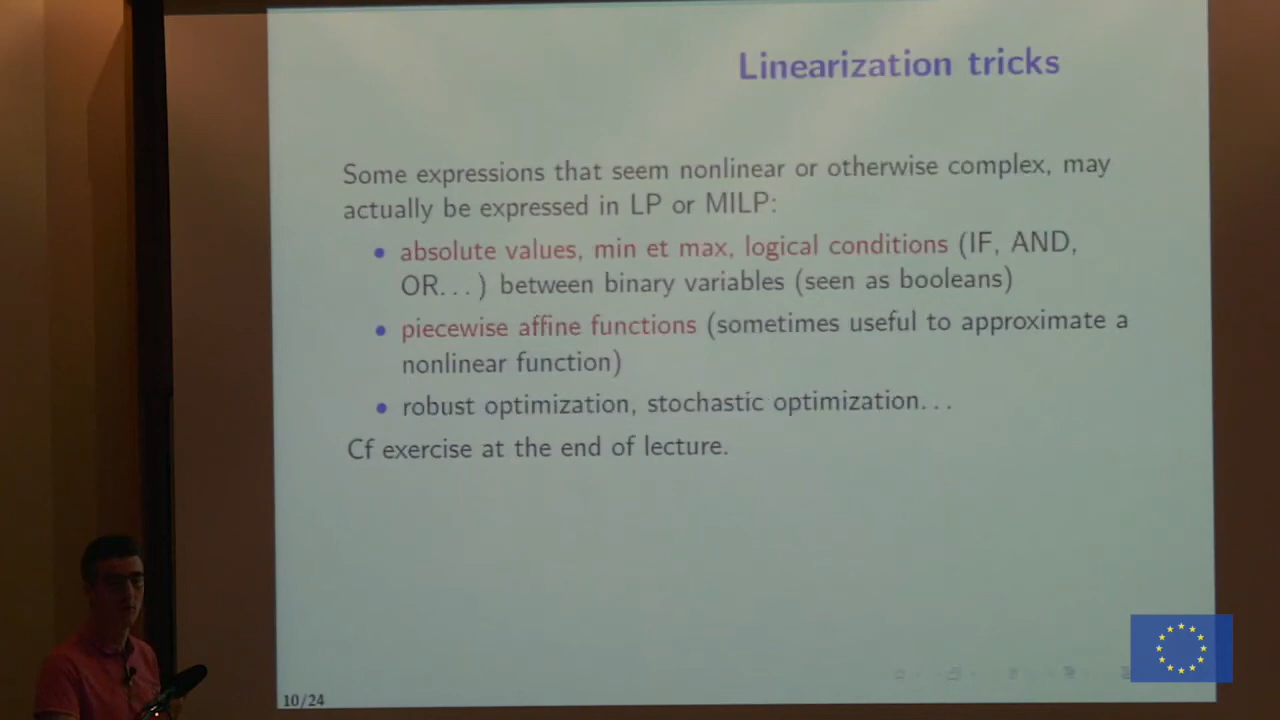 Linearization tricks
Some expressions that seem nonlinear or otherwise complex, may
actually be expressed in LP or MILP:
• absolute values, min et max, logical conditions (IF, AND,
OR. . . ) between binary variables (seen as booleans)
• piecewise affine functions (sometimes useful to approximate a
nonlinear function)
• robust optimization, stochastic optimization. . .
Cf exercise at the end of lecture.
10/24